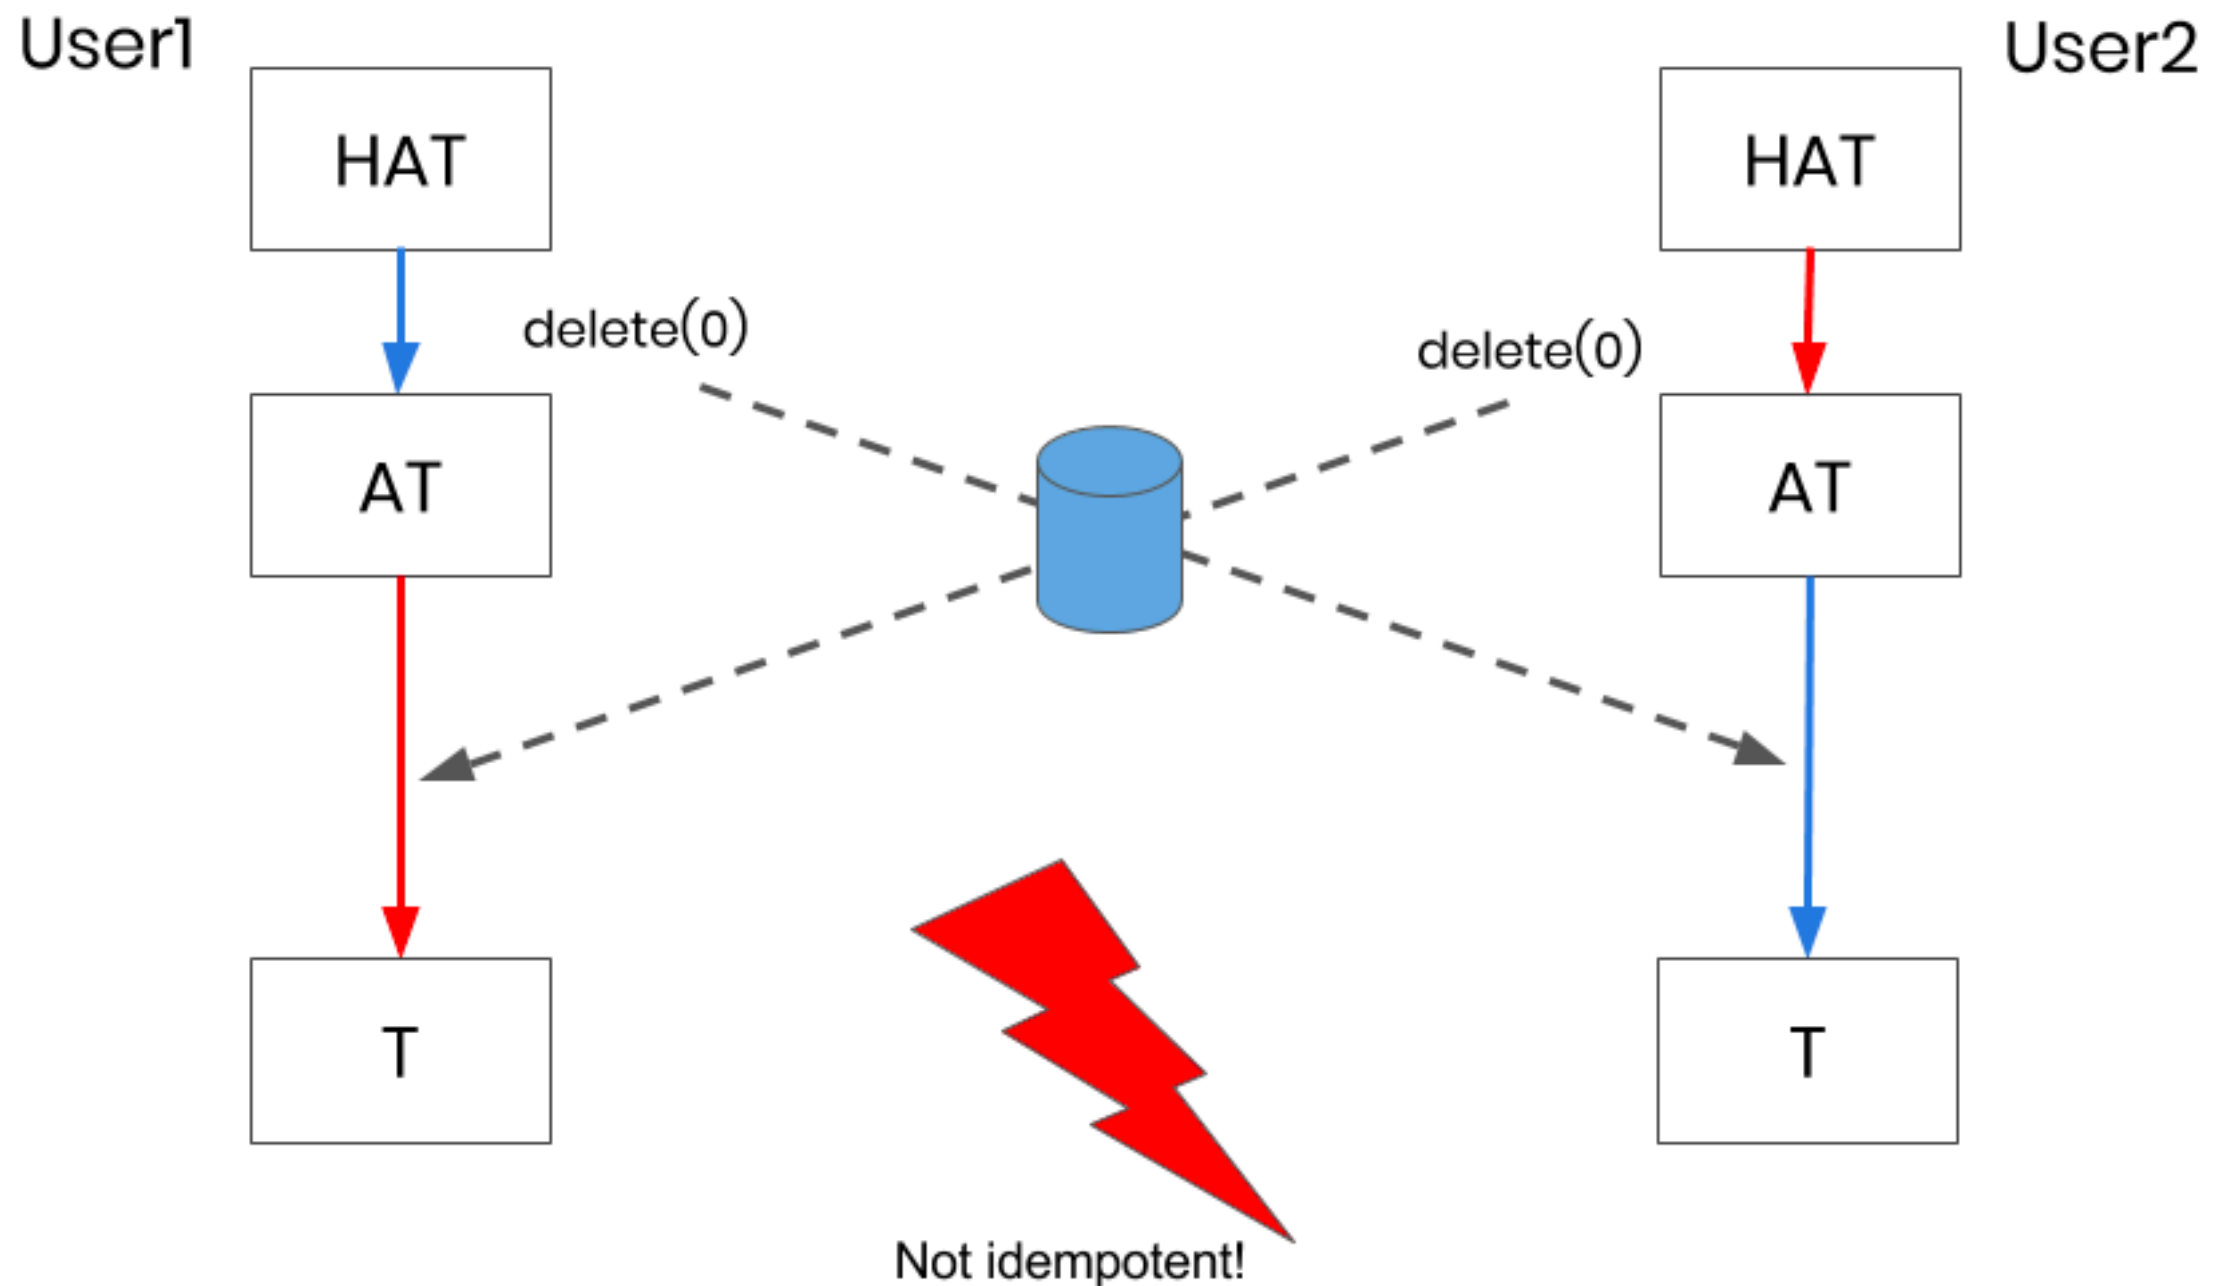 User1
User2
HAT
HAT
delete(0)
delete(0)
AT
AT
T
T
Not idempotent!